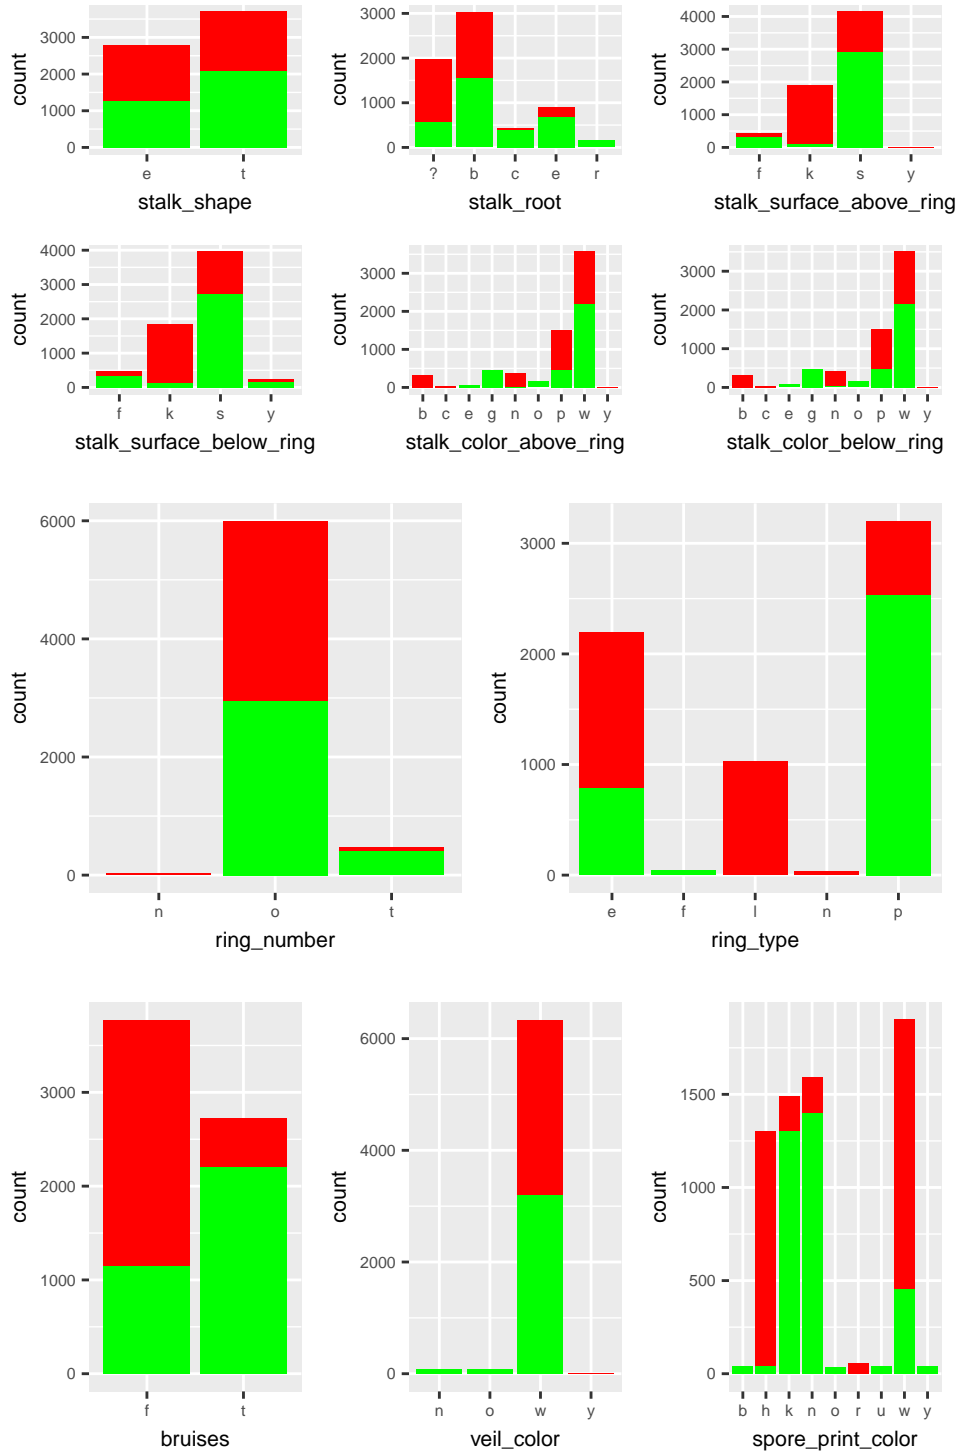 count
3000
2000
1000
0
e t
stalk_shape
count
3000
2000
1000
0
? b c e r
stalk_root
count
4000
3000
2000
1000
0
f k s y
stalk_surface_above_ring
count
4000
3000
2000
1000
0
f k s y
stalk_surface_below_ring
count
3000
2000
1000
0
b c e g n o p w y
stalk_color_above_ring
count
3000
2000
1000
0
b c e g n o p w y
stalk_color_below_ring
count
6000
4000
2000
0
n o t
ring_number
count
3000
2000
1000
0
e f l n p
ring_type
count
3000
2000
1000
0
f t
bruises
count
6000
4000
2000
0
n o w y
veil_color
count
1500
1000
500
0
b h k n o r u w y
spore_print_color